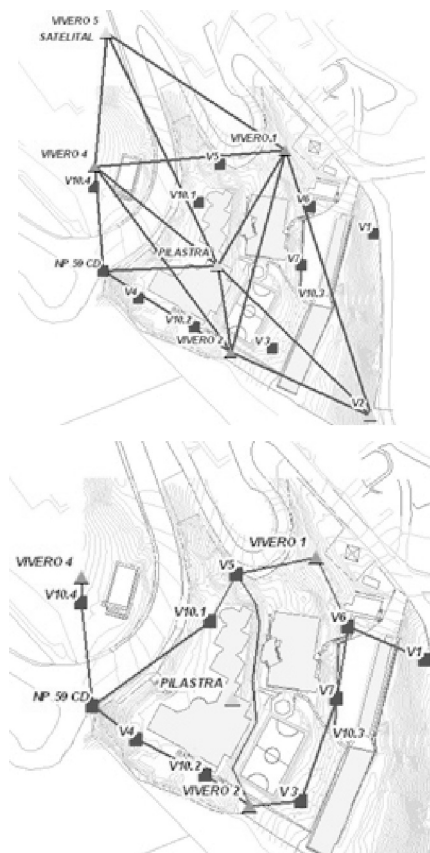 VIVERO 5
SATELITAL
VIVERO 1
VIVERO 4
V5
V10.4
V10.1
V6
V1
PILASTRA
V7
NP 59 CD
V10.3
V4
V10.2
VIVERO 2
V3
V2
VIVERO 1
VIVERO 4
V5
V10.4
V10.1
V6
V1
PILASTRA
NP 59 CD
V7
V10.3
V4
V10.2
VIVERO 2
V3